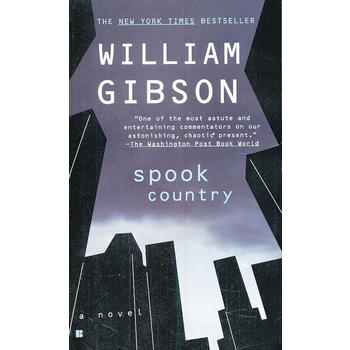 THE NEW YORK TIMES BESTSELLER
WILLIAM
GIBSON
"One of the most astute and
entertaining commentators on our
astonishing, chaotic present."
—The Washington Post Book World
spook
country
a novel
B